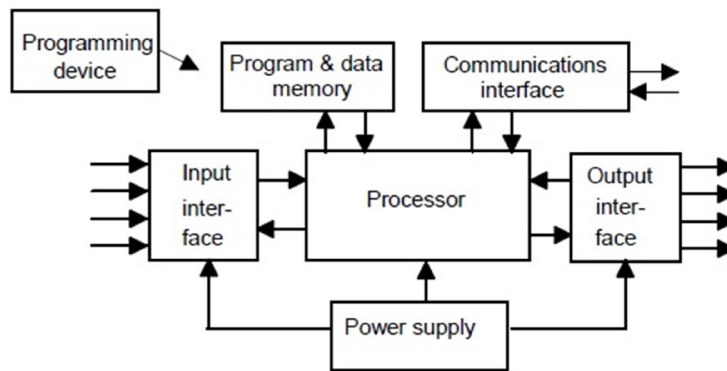 Programming
device
Program & data
memory
Communications
interface
Input
inter-
face
Processor
Output
inter-
face
Power supply